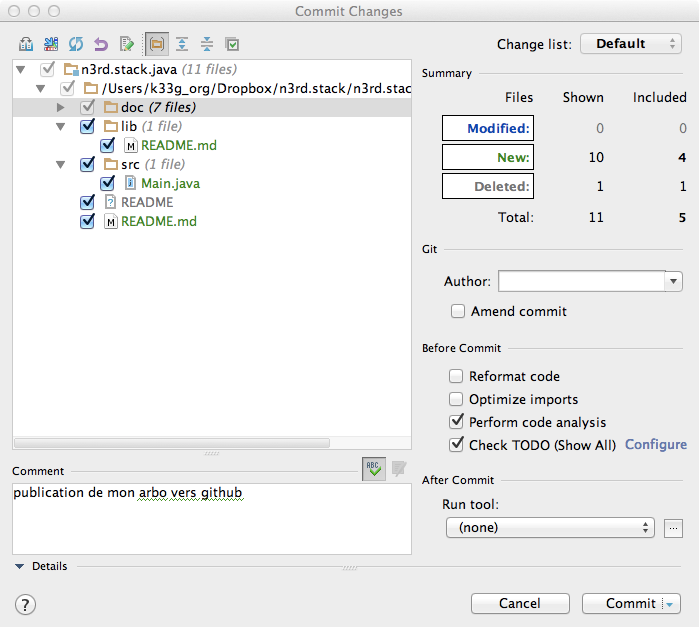 Commit Changes
Change list: Default
n3rd.stack.java (11 files)
/Users/k33g_org/Dropbox/n3rd.stack/n3rd.stac
doc (7 files)
lib (1 file)
M README.md
src (1 file)
Main.java
? README
M README.md
Summary
Files Shown Included
Modified: 0 0
New: 10 4
Deleted: 1 1
Total: 11 5
Git
Author:
Amend commit
Before Commit
Reformat code
Optimize imports
Perform code analysis
Check TODO (Show All) Configure
Comment
ABC
publication de mon arbo vers github
After Commit
Run tool:
(none)
...
Details
?
Cancel
Commit